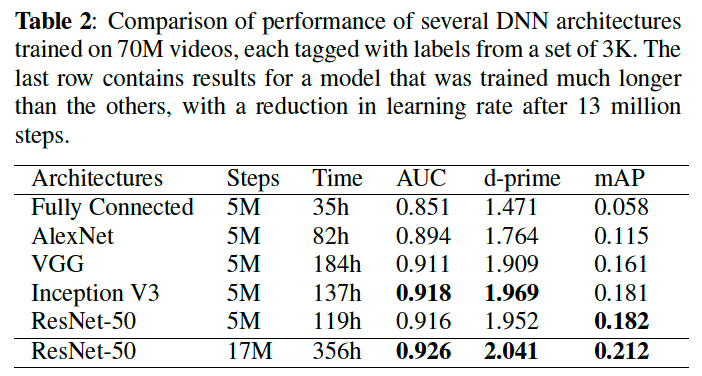 Table 2: Comparison of performance of several DNN architectures
trained on 70M videos, each tagged with labels from a set of 3K. The
last row contains results for a model that was trained much longer
than the others, with a reduction in learning rate after 13 million
steps.
Architectures Steps Time AUC d-prime mAP
Fully Connected 5M 35h 0.851 1.471 0.058
AlexNet 5M 82h 0.894 1.764 0.115
VGG 5M 184h 0.911 1.909 0.161
Inception V3 5M 137h 0.918 1.969 0.181
ResNet-50 5M 119h 0.916 1.952 0.182
ResNet-50 17M 356h 0.926 2.041 0.212